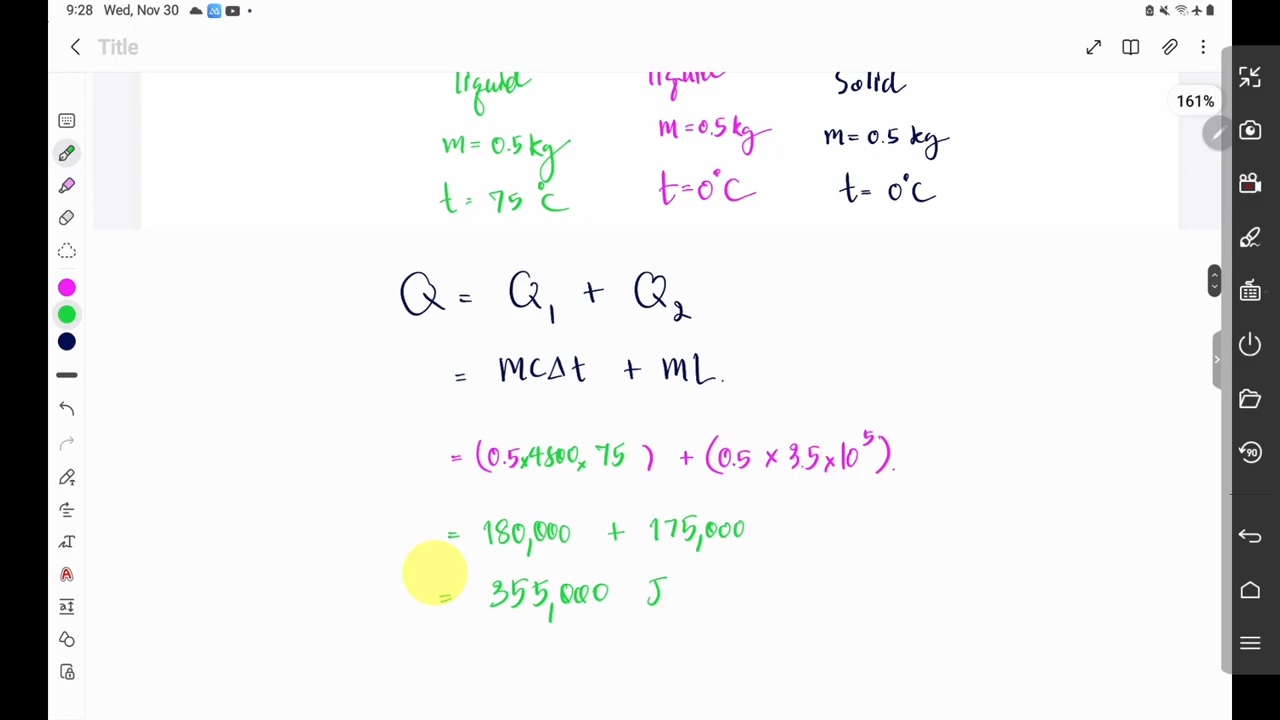 9:28 Wed, Nov 30
Title
161%
liquid liquid Solid
m = 0.5 kg m = 0.5 kg m = 0.5 kg
t = 75 °C t = 0°C t = 0°C
Q = Q₁ + Q₂
= mcΔt + mL.
= (0.5×4800×75) + (0.5 × 3.5×10⁵).
= 180,000 + 175,000
= 355,000 J